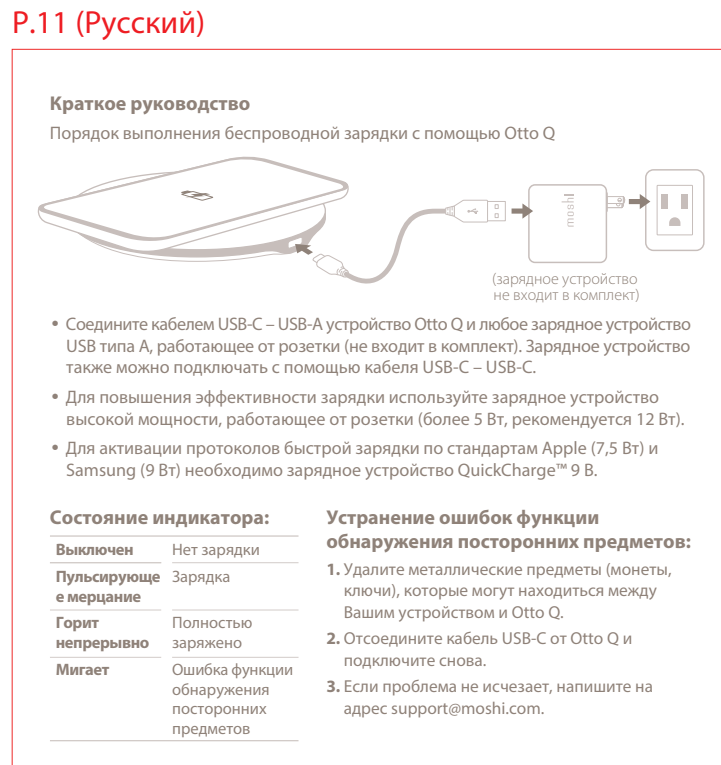 P.11 (Русский)
Краткое руководство
Порядок выполнения беспроводной зарядки с помощью Otto Q
moshi
(зарядное устройство
не входит в комплект)
• Соедините кабелем USB-C – USB-A устройство Otto Q и любое зарядное устройство
USB типа A, работающее от розетки (не входит в комплект). Зарядное устройство
также можно подключать с помощью кабеля USB-C – USB-C.
• Для повышения эффективности зарядки используйте зарядное устройство
высокой мощности, работающее от розетки (более 5 Вт, рекомендуется 12 Вт).
• Для активации протоколов быстрой зарядки по стандартам Apple (7,5 Вт) и
Samsung (9 Вт) необходимо зарядное устройство QuickCharge™ 9 В.
Состояние индикатора:
Выключен Нет зарядки
Пульсирующе Зарядка
е мерцание
Горит Полностью
непрерывно заряжено
Мигает Ошибка функции
обнаружения
посторонних
предметов
Устранение ошибок функции
обнаружения посторонних предметов:
1. Удалите металлические предметы (монеты,
ключи), которые могут находиться между
Вашим устройством и Otto Q.
2. Отсоедините кабель USB-C от Otto Q и
подключите снова.
3. Если проблема не исчезает, напишите на
адрес support@moshi.com.